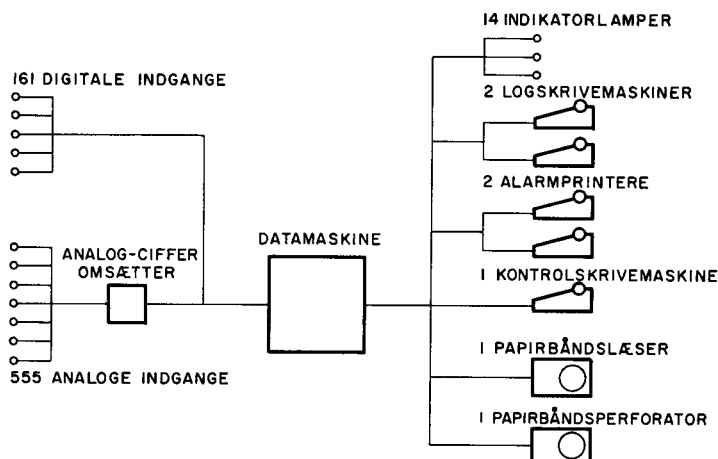 161 DIGITALE INDGANGE
ANALOG-CIFFER
OMSÆTTER
555 ANALOGE INDGANGE
DATAMASKINE
14 INDIKATORLAMPER
2 LOGSKRIVEMASKINER
2 ALARMPRINTERE
1 KONTROLSKRIVEMASKINE
1 PAPIRBÅNDSLÆSER
1 PAPIRBÅNDSPERFORATOR